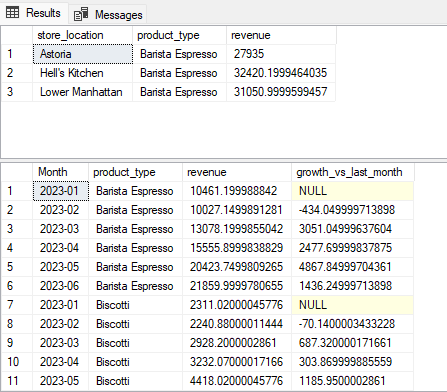 Results Messages
store_location product_type revenue
1 Astoria Barista Espresso 27935
2 Hell's Kitchen Barista Espresso 32420.1999464035
3 Lower Manhattan Barista Espresso 31050.9999599457
Month product_type revenue growth_vs_last_month
1 2023-01 Barista Espresso 10461.199988842 NULL
2 2023-02 Barista Espresso 10027.1499891281 -434.049999713898
3 2023-03 Barista Espresso 13078.1999855042 3051.04999637604
4 2023-04 Barista Espresso 15555.8999838829 2477.69999837875
5 2023-05 Barista Espresso 20423.7499809265 4867.84999704361
6 2023-06 Barista Espresso 21859.9999780655 1436.24999713898
7 2023-01 Biscotti 2311.02000045776 NULL
8 2023-02 Biscotti 2240.88000011444 -70.1400003433228
9 2023-03 Biscotti 2928.2000002861 687.320000171661
10 2023-04 Biscotti 3232.07000017166 303.869999885559
11 2023-05 Biscotti 4418.02000045776 1185.9500002861